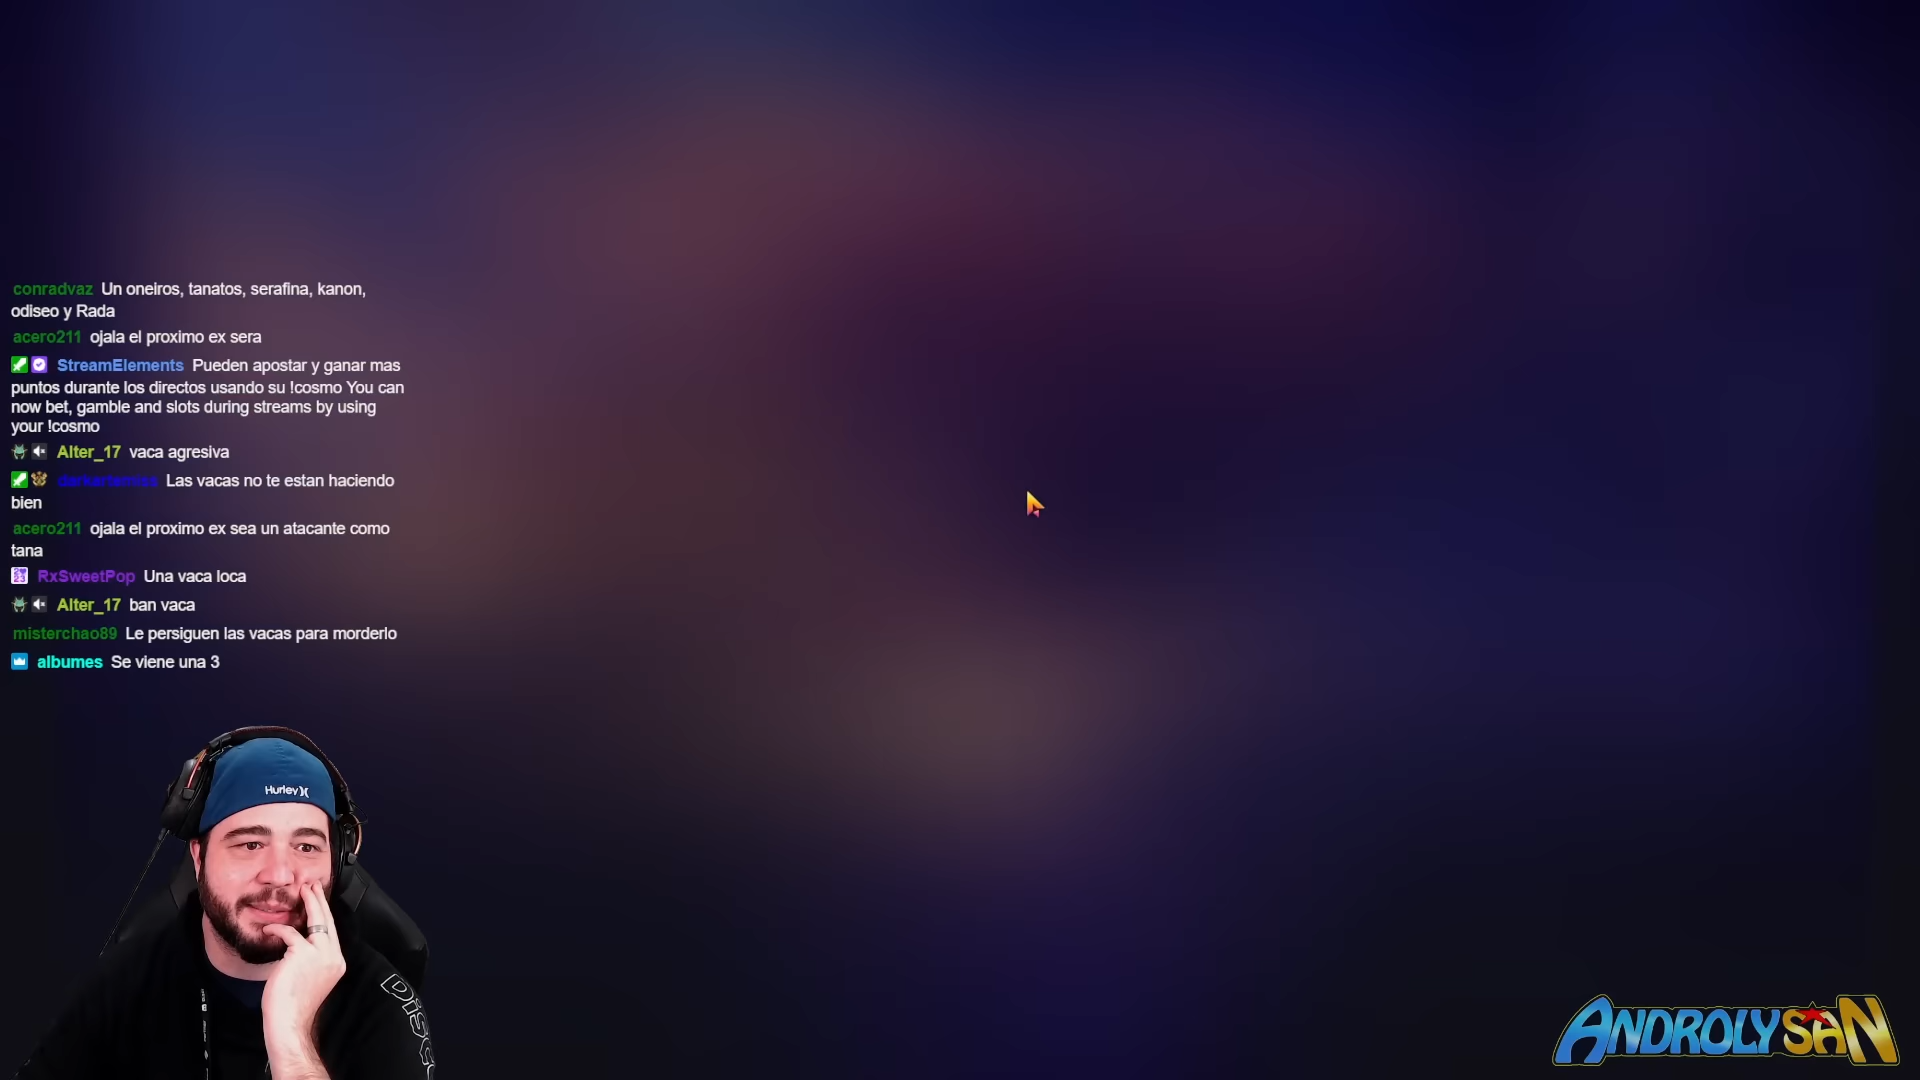 conradvaz Un oneiros, tanatos, serafina, kanon,
odiseo y Rada
acero211 ojala el proximo ex sera
StreamElements Pueden apostar y ganar mas
puntos durante los directos usando su !cosmo You can
now bet, gamble and slots during streams by using
your !cosmo
Alter_17 vaca agresiva
Las vacas no te estan haciendo
bien
acero211 ojala el proximo ex sea un atacante como
tana
RxSweetPop Una vaca loca
Alter_17 ban vaca
misterchao89 Le persiguen las vacas para morderlo
albumes Se viene una 3
Hurley
DISC
ANDROLYSAN